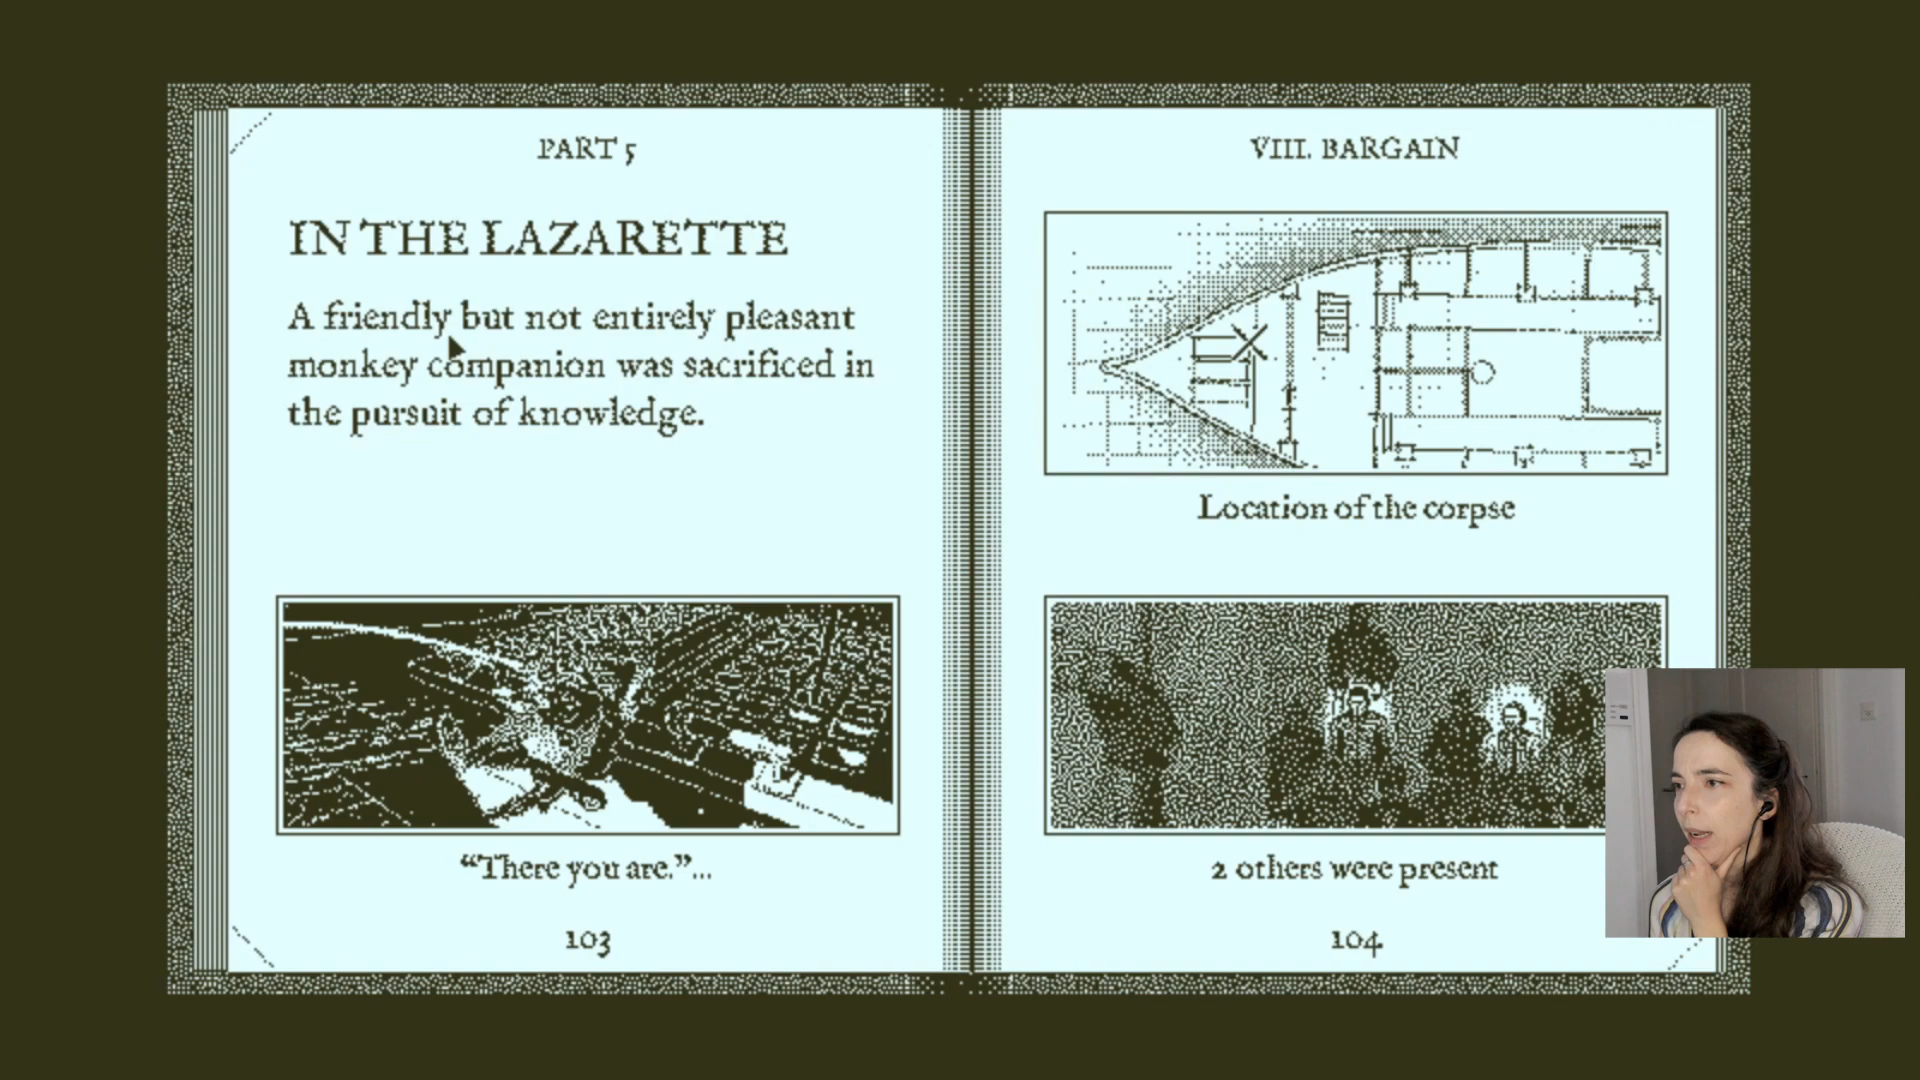 PART 5
IN THE LAZARETTE
A friendly but not entirely pleasant
monkey companion was sacrificed in
the pursuit of knowledge.
“There you are.”...
103
VIII. BARGAIN
Location of the corpse
2 others were present
104